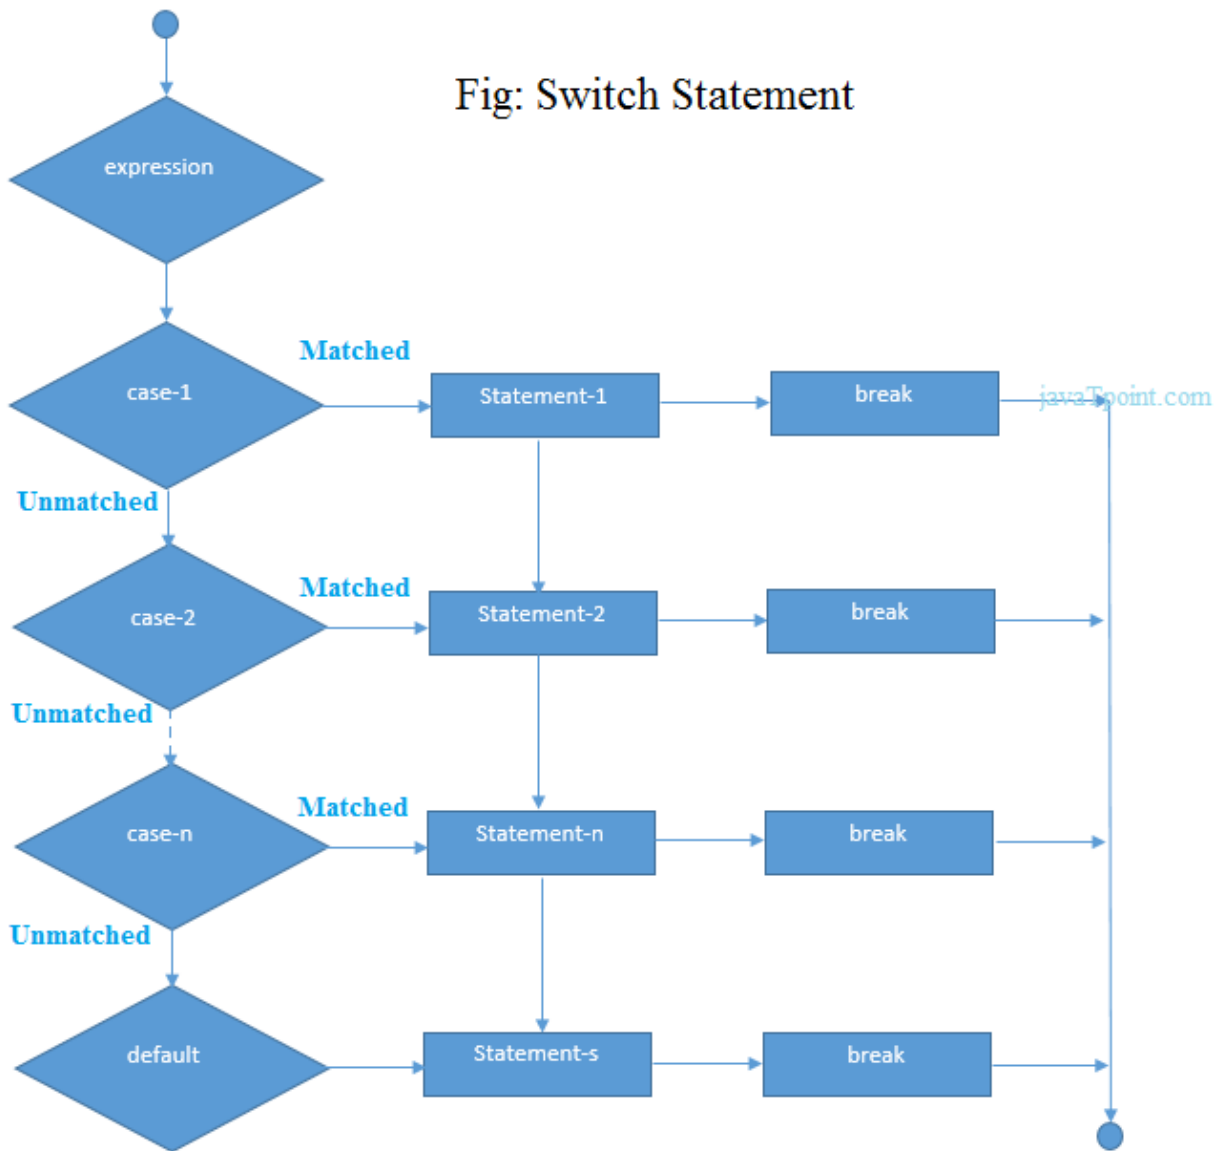 Fig: Switch Statement
expression
Matched
case-1
Statement-1
break
javaTpoint.com
Unmatched
Matched
case-2
Statement-2
break
Unmatched
Matched
case-n
Statement-n
break
Unmatched
default
Statement-s
break